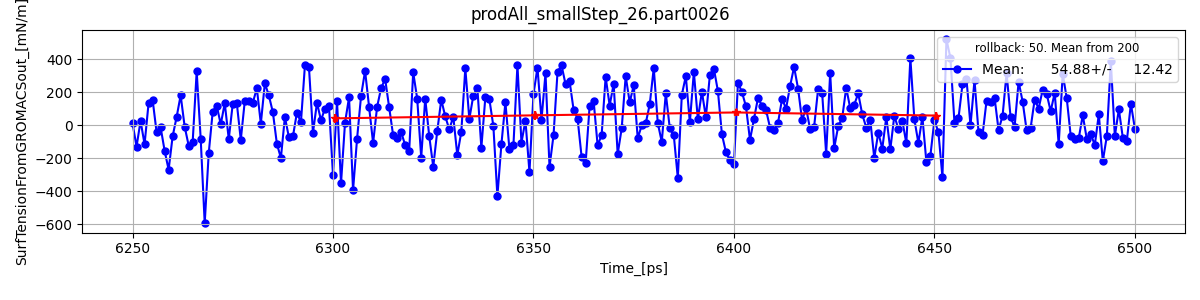 prodAll_smallStep_26.part0026
SurfTensionFromGROMACSout_[mN/m]
400
200
0
−200
−400
−600
rollback: 50. Mean from 200
Mean: 54.88+/- 12.42
6250 6300 6350 6400 6450 6500
Time_[ps]